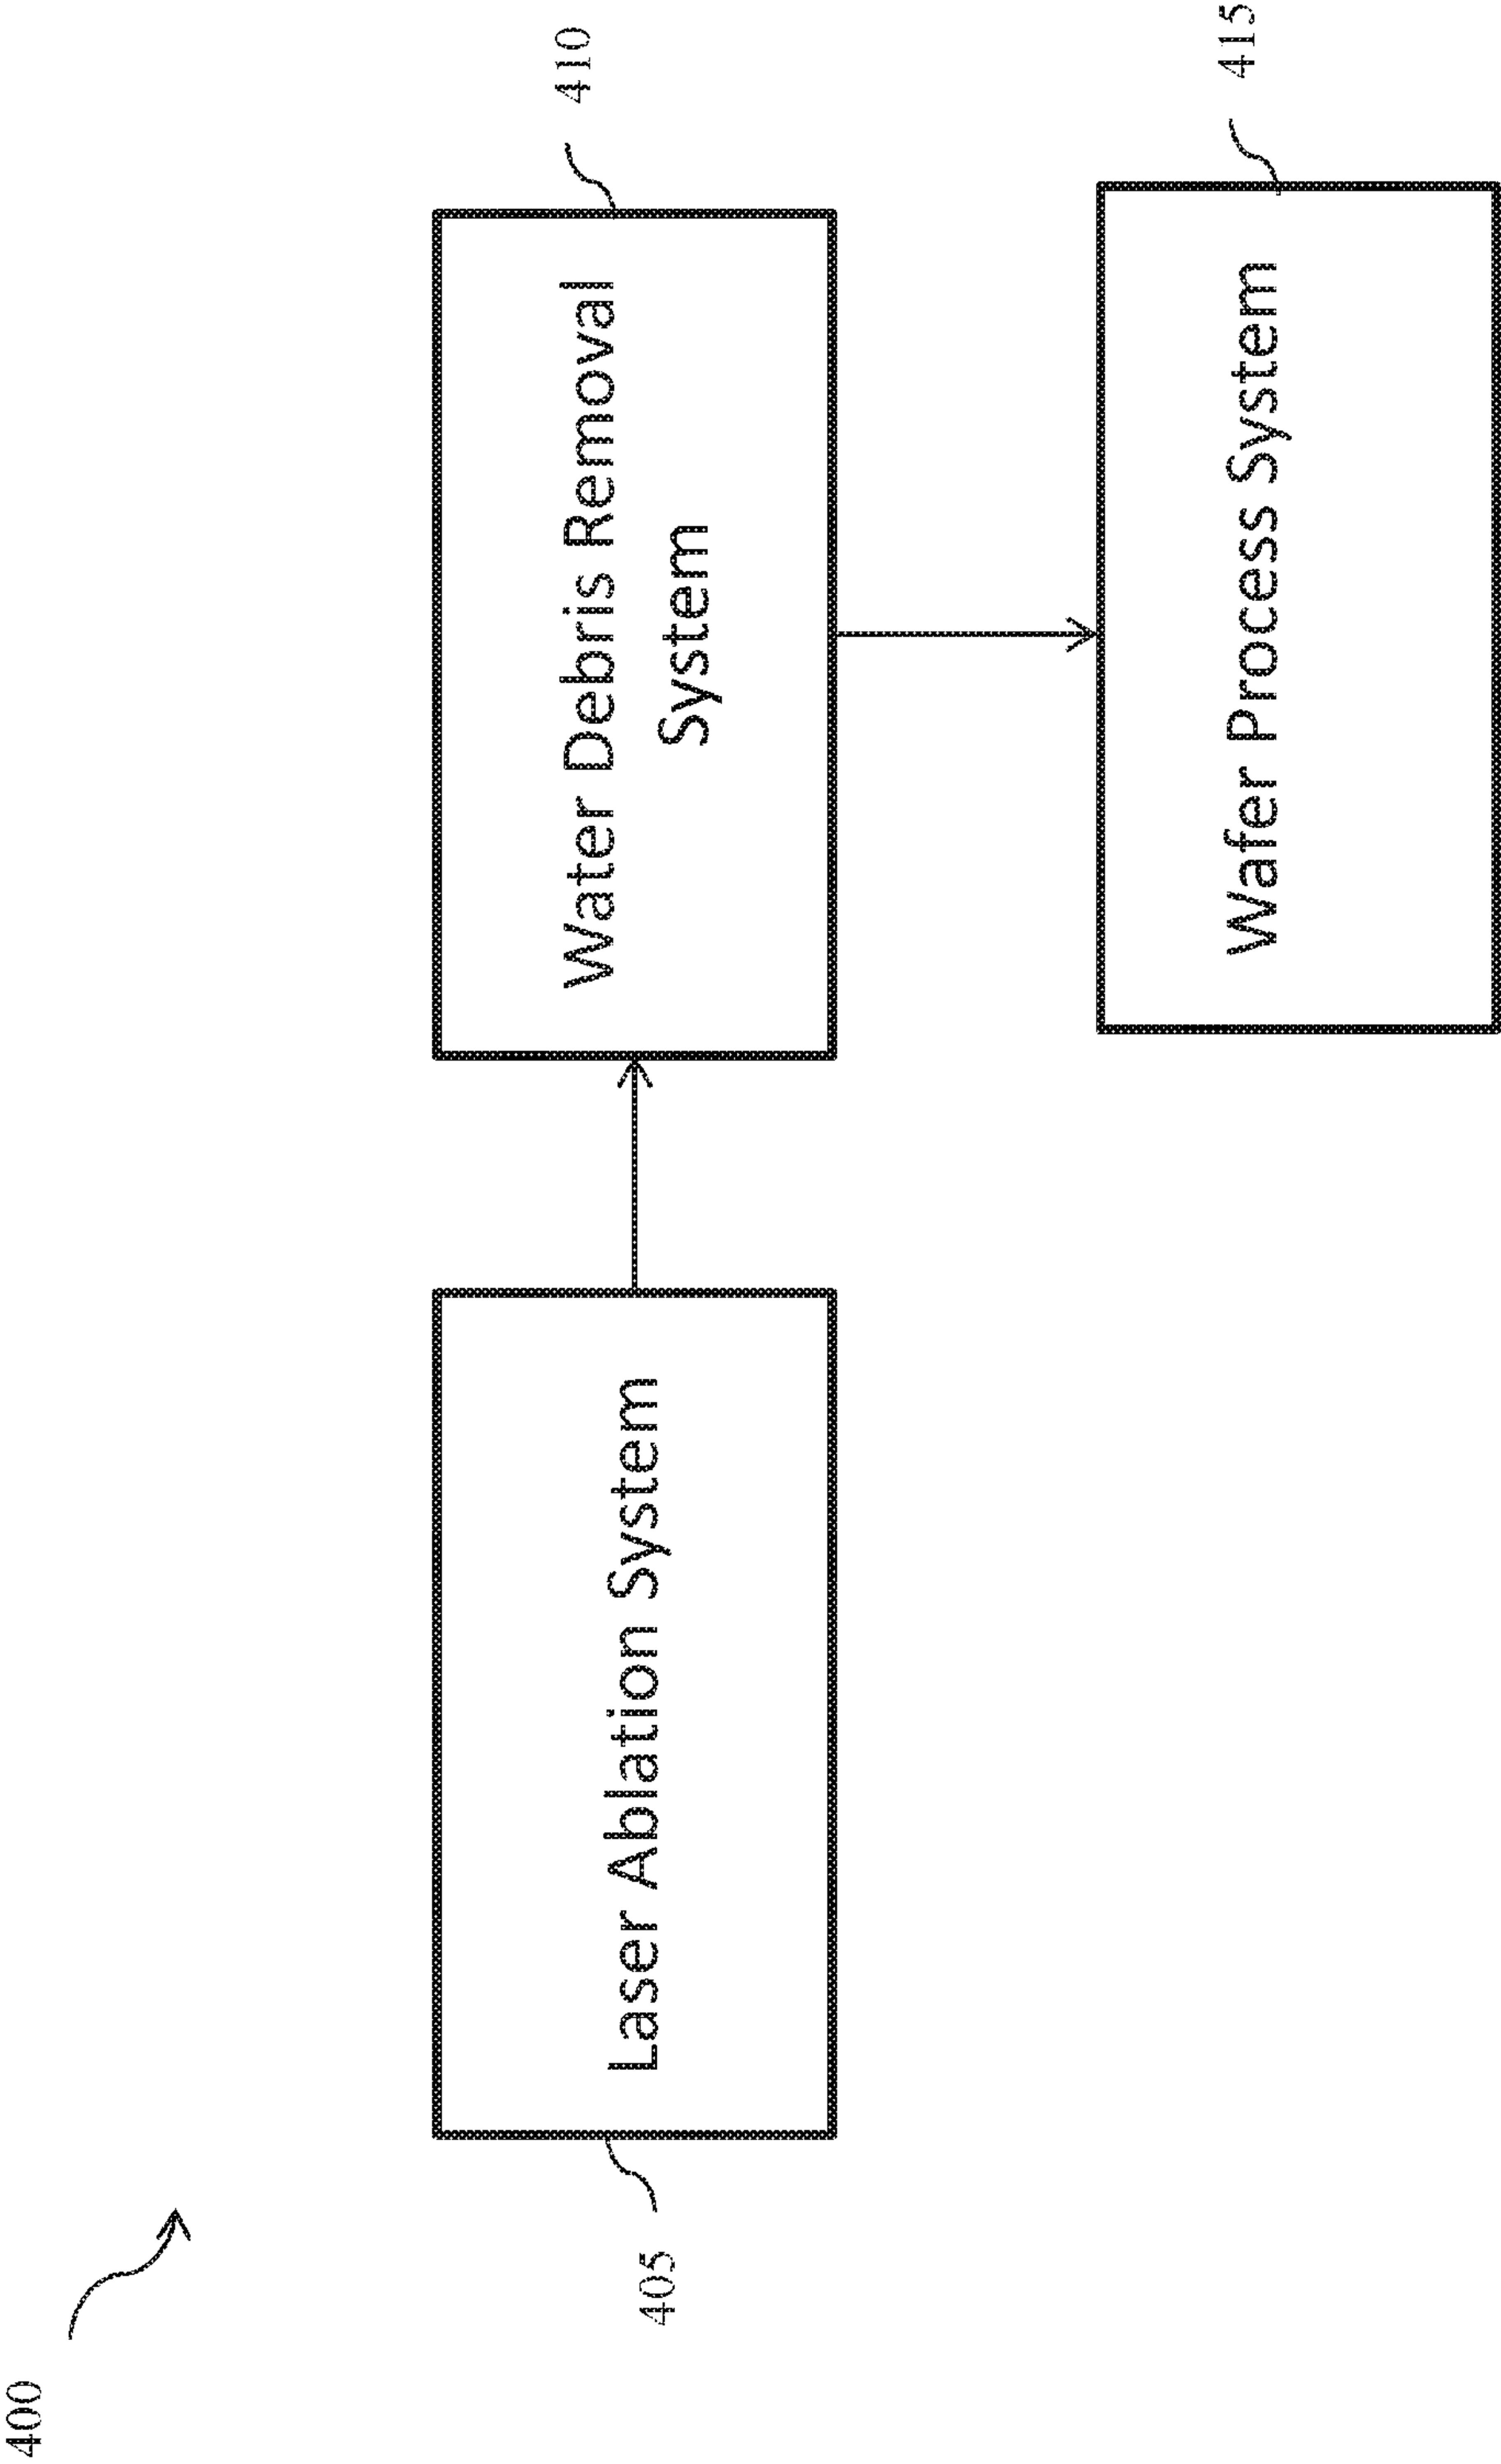 400
405
Laser Ablation System
Water Debris Removal
System
410
Wafer Process System
415